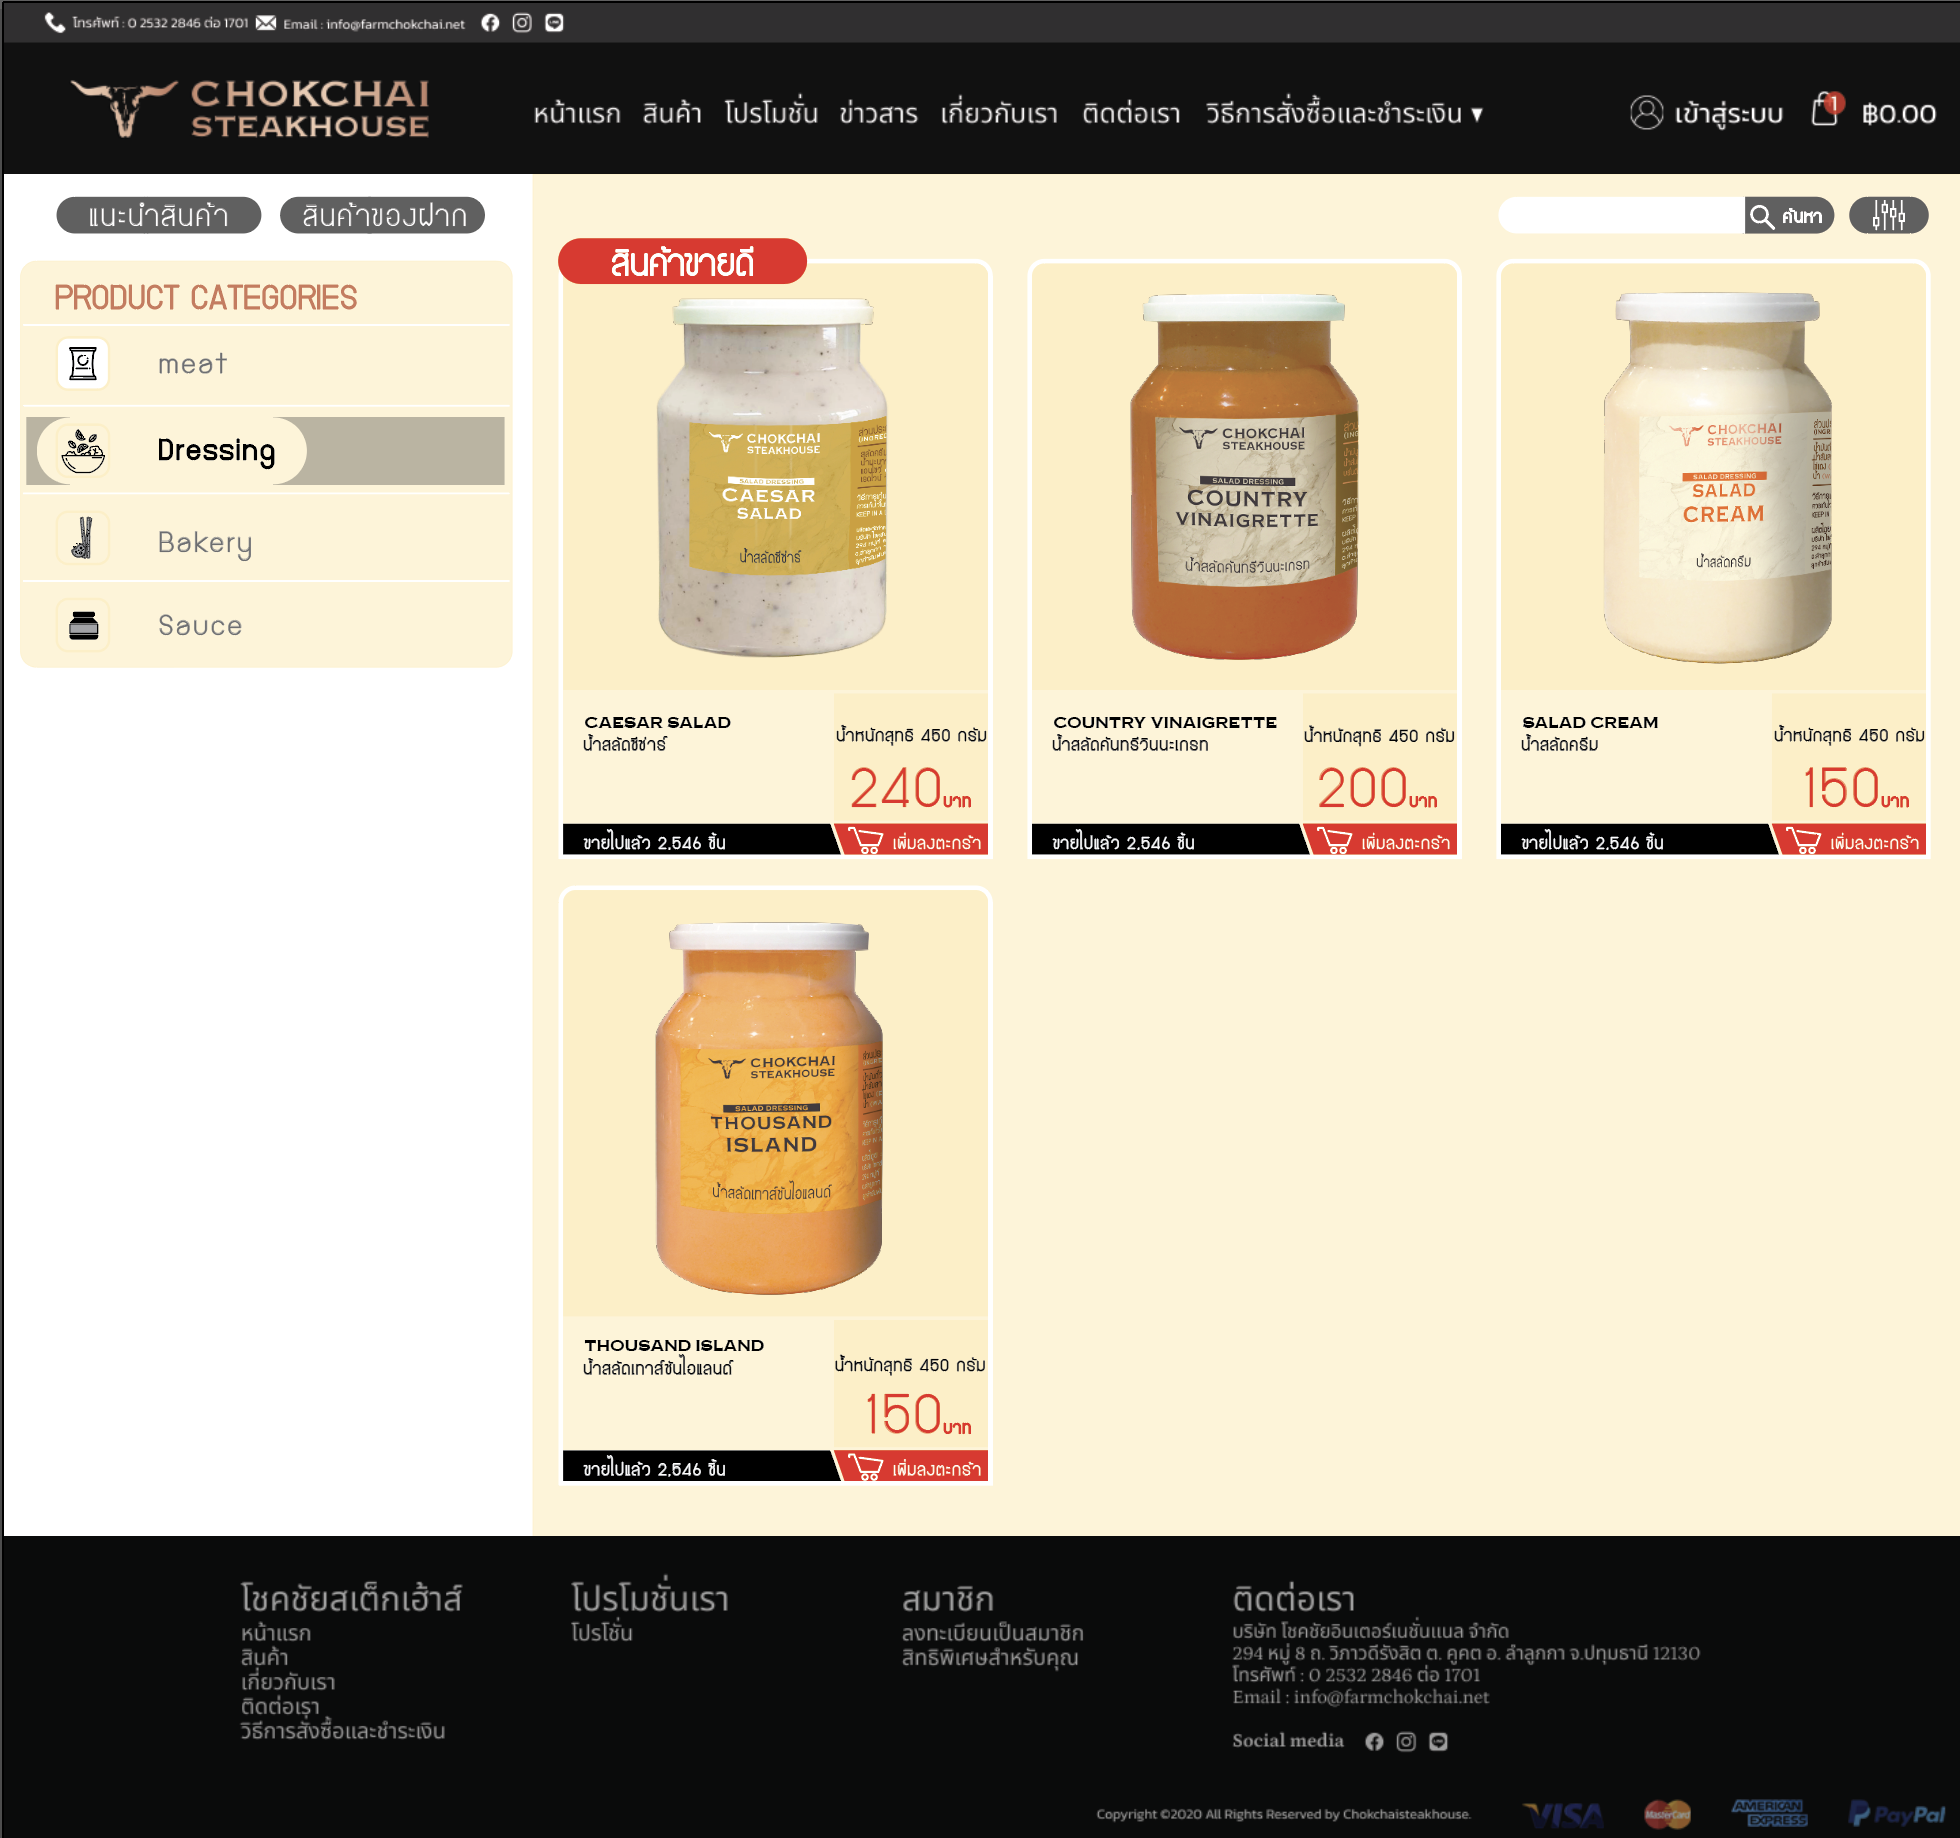 โทรศัพท์ : 0 2532 2846 ต่อ 1701 Email : info@farmchokchai.net
CHOKCHAI
STEAKHOUSE
หน้าแรก สินค้า โปรโมชั่น ข่าวสาร เกี่ยวกับเรา ติดต่อเรา วิธีการสั่งซื้อและชำระเงิน ▾
เข้าสู่ระบบ 1 ฿0.00
แนะนำสินค้า สินค้าของฝาก
ค้นหา
PRODUCT CATEGORIES
meat
Dressing
Bakery
Sauce
สินค้าขายดี
CHOKCHAI
STEAKHOUSE
SALAD DRESSING
CAESAR
SALAD
น้ำสลัดซีซ่าร์
CAESAR SALAD
น้ำสลัดซีซ่าร์
น้ำหนักสุทธิ 450 กรัม
240บาท
ขายไปแล้ว 2,546 ชิ้น
เพิ่มลงตะกร้า
CHOKCHAI
STEAKHOUSE
SALAD DRESSING
COUNTRY
VINAIGRETTE
น้ำสลัดคันทรีวินนะเกรท
COUNTRY VINAIGRETTE
น้ำสลัดคันทรีวินนะเกรท
น้ำหนักสุทธิ 450 กรัม
200บาท
ขายไปแล้ว 2,546 ชิ้น
เพิ่มลงตะกร้า
CHOKCHAI
STEAKHOUSE
SALAD DRESSING
SALAD
CREAM
น้ำสลัดครีม
SALAD CREAM
น้ำสลัดครีม
น้ำหนักสุทธิ 450 กรัม
150บาท
ขายไปแล้ว 2,546 ชิ้น
เพิ่มลงตะกร้า
CHOKCHAI
STEAKHOUSE
SALAD DRESSING
THOUSAND
ISLAND
น้ำสลัดเทาส์ซันไอแลนด์
THOUSAND ISLAND
น้ำสลัดเทาส์ซันไอแลนด์
น้ำหนักสุทธิ 450 กรัม
150บาท
ขายไปแล้ว 2,546 ชิ้น
เพิ่มลงตะกร้า
โชคชัยสเต็กเฮ้าส์
หน้าแรก
สินค้า
เกี่ยวกับเรา
ติดต่อเรา
วิธีการสั่งซื้อและชำระเงิน
โปรโมชั่นเรา
โปรโชั่น
สมาชิก
ลงทะเบียนเป็นสมาชิก
สิทธิพิเศษสำหรับคุณ
ติดต่อเรา
บริษัท โชคชัยอินเตอร์เนชั่นแนล จำกัด
294 หมู่ 8 ถ. วิภาวดีรังสิต ต. คูคต อ. ลำลูกกา จ.ปทุมธานี 12130
โทรศัพท์ : 0 2532 2846 ต่อ 1701
Email : info@farmchokchai.net
Social media
Copyright ©2020 All Rights Reserved by Chokchaisteakhouse.
VISA MasterCard AMERICAN EXPRESS PayPal